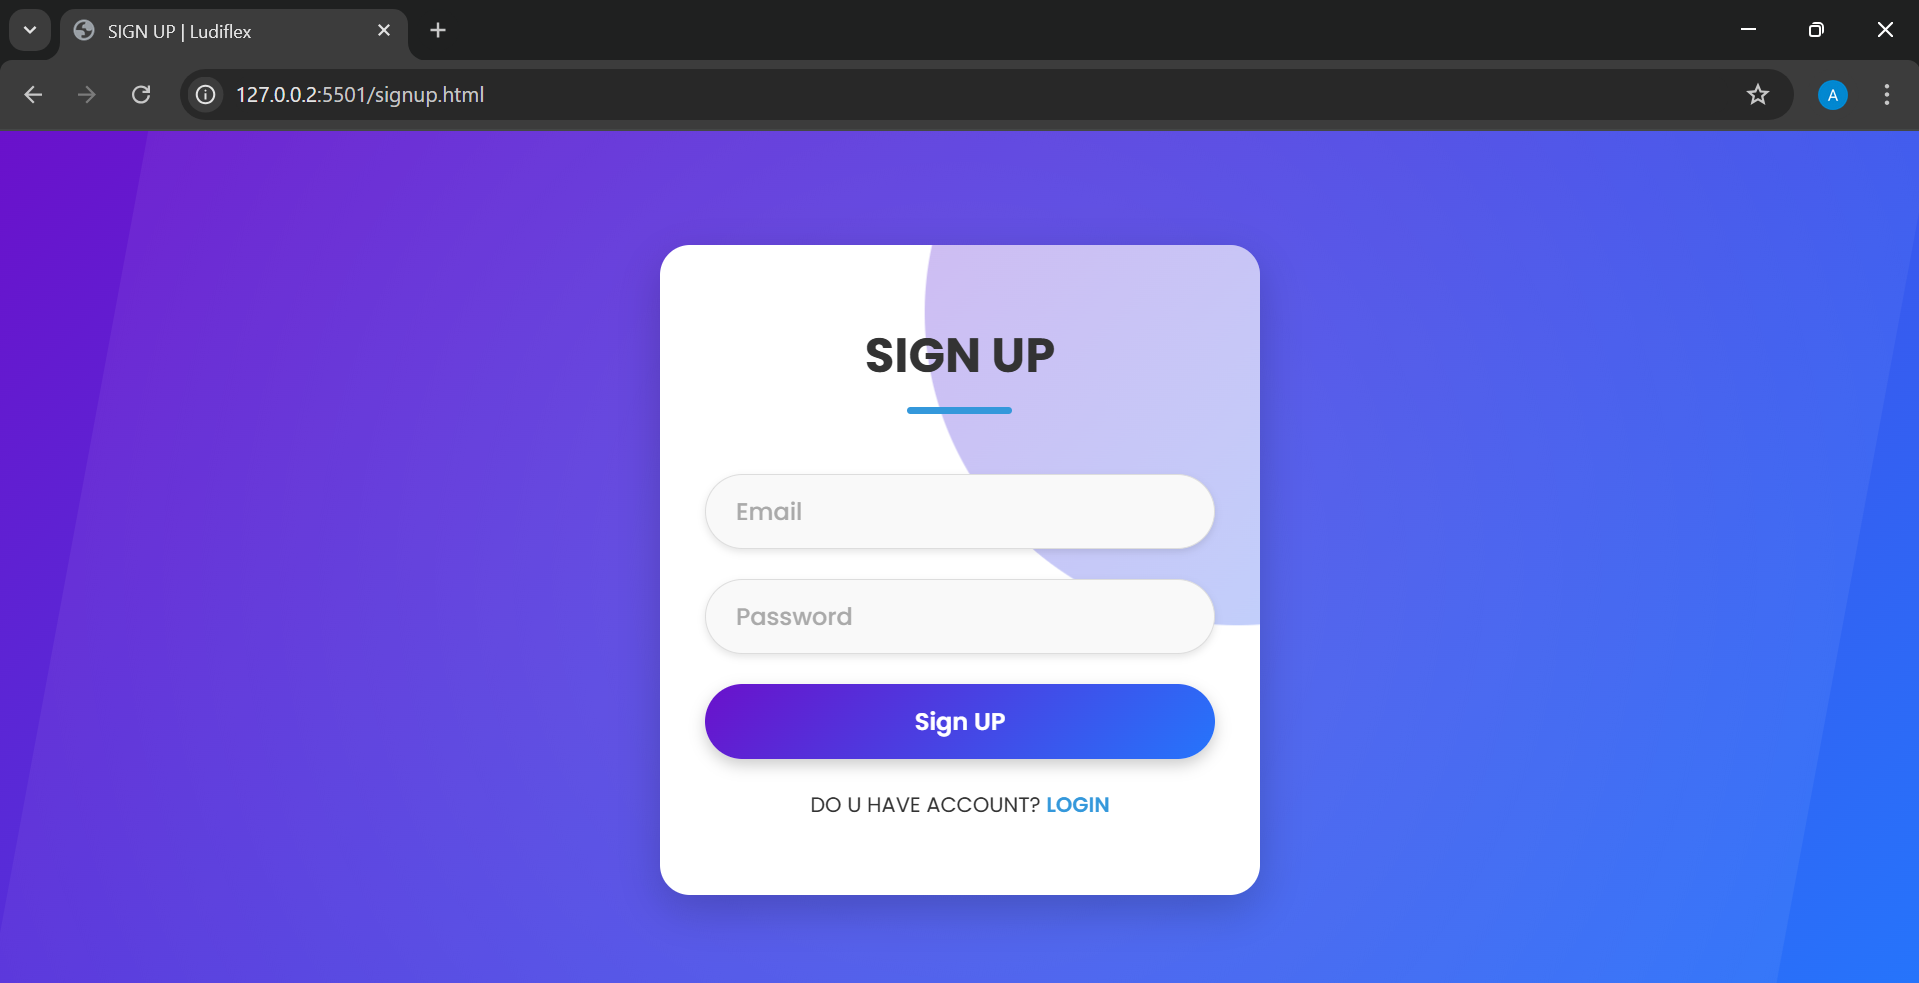 SIGN UP | Ludiflex
127.0.0.2:5501/signup.html
A
SIGN UP
Email
Password
Sign UP
DO U HAVE ACCOUNT? LOGIN